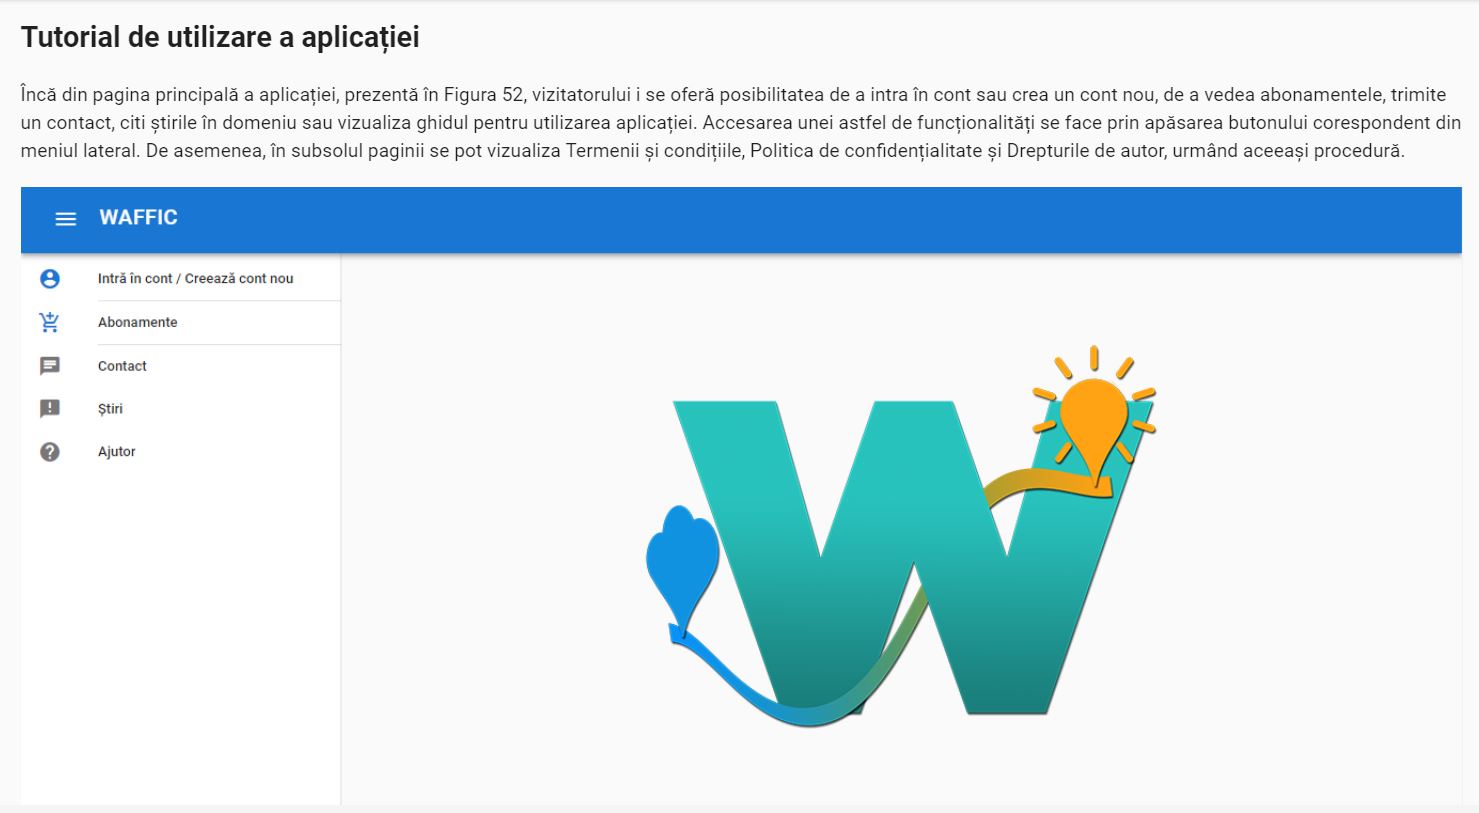 Tutorial de utilizare a aplicației
Încă din pagina principală a aplicației, prezentă în Figura 52, vizitatorului i se oferă posibilitatea de a intra în cont sau crea un cont nou, de a vedea abonamentele, trimite
un contact, citi știrile în domeniu sau vizualiza ghidul pentru utilizarea aplicației. Accesarea unei astfel de funcționalități se face prin apăsarea butonului corespondent din
meniul lateral. De asemenea, în subsolul paginii se pot vizualiza Termenii și condițiile, Politica de confidențialitate și Drepturile de autor, urmând aceeași procedură.
WAFFIC
Intră în cont / Creează cont nou
Abonamente
Contact
Știri
Ajutor
W